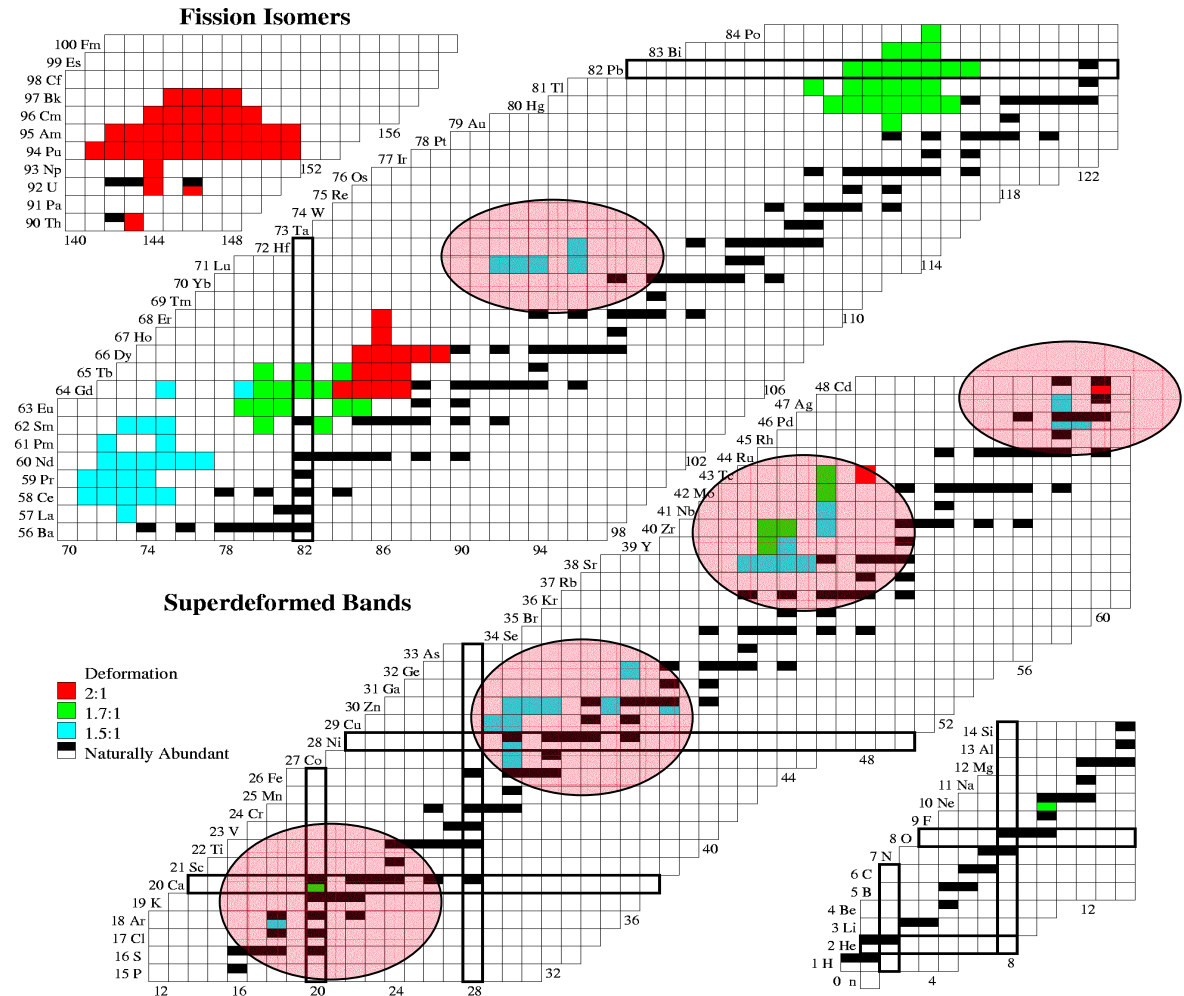 Fission Isomers
100 Fm
99 Es
98 Cf
97 Bk
96 Cm
95 Am
94 Pu
93 Np
92 U
91 Pa
90 Th
140
144
148
152
156
84 Po
83 Bi
82 Pb
81 Tl
80 Hg
79 Au
78 Pt
77 Ir
76 Os
75 Re
74 W
73 Ta
72 Hf
71 Lu
70 Yb
69 Tm
68 Er
67 Ho
66 Dy
65 Tb
64 Gd
63 Eu
62 Sm
61 Pm
60 Nd
59 Pr
58 Ce
57 La
56 Ba
70
74
78
82
86
90
94
98
102
106
110
114
118
122
48 Cd
47 Ag
46 Pd
45 Rh
44 Ru
43 Tc
42 Mo
41 Nb
40 Zr
39 Y
38 Sr
37 Rb
36 Kr
35 Br
34 Se
33 As
32 Ge
31 Ga
30 Zn
29 Cu
28 Ni
27 Co
26 Fe
25 Mn
24 Cr
23 V
22 Ti
21 Sc
20 Ca
19 K
18 Ar
17 Cl
16 S
15 P
12
16
20
24
28
32
36
40
44
48
52
56
60
Superdeformed Bands
Deformation
2:1
1.7:1
1.5:1
Naturally Abundant
14 Si
13 Al
12 Mg
11 Na
10 Ne
9 F
8 O
7 N
6 C
5 B
4 Be
3 Li
2 He
1 H
0 n
4
8
12